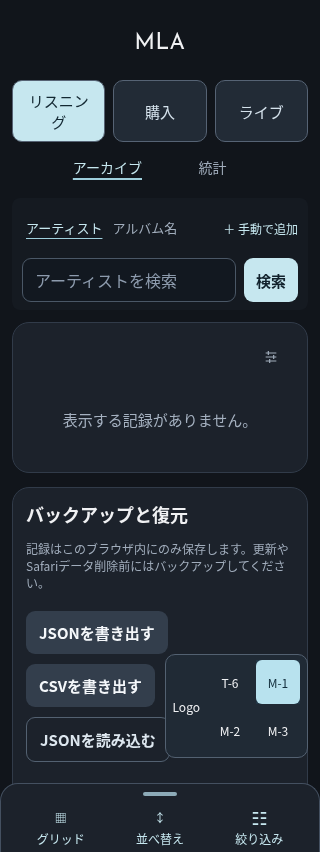 MLA
リスニン
グ
購入
ライブ
アーカイブ
統計
アーティスト
アルバム名
＋ 手動で追加
アーティストを検索
検索
表示する記録がありません。
バックアップと復元
記録はこのブラウザ内にのみ保存します。更新や
Safariデータ削除前にはバックアップしてくださ
い。
JSONを書き出す
CSVを書き出す
JSONを読み込む
Logo
T-6
M-1
M-2
M-3
グリッド
並べ替え
絞り込み